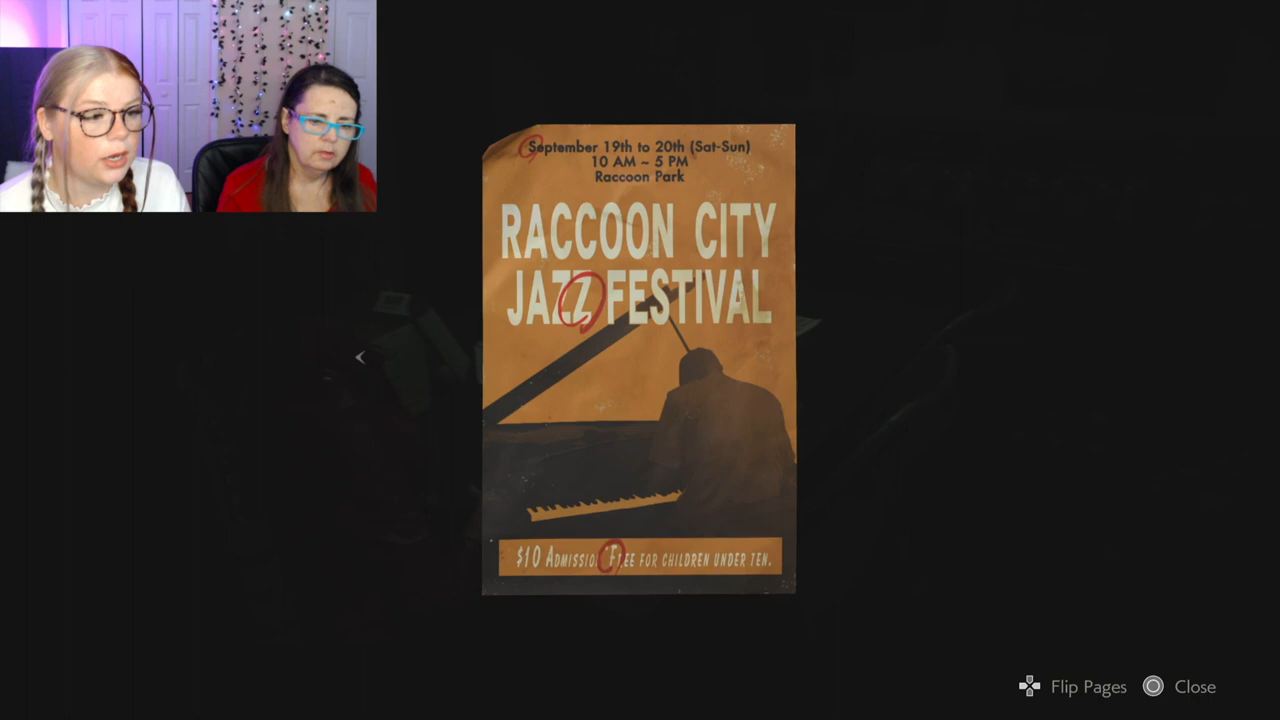 September 19th to 20th (Sat-Sun)
10 AM ~ 5 PM
Raccoon Park
RACCOON CITY
JAZZ FESTIVAL
$10 ADMISSION FREE FOR CHILDREN UNDER TEN.
Flip Pages
Close